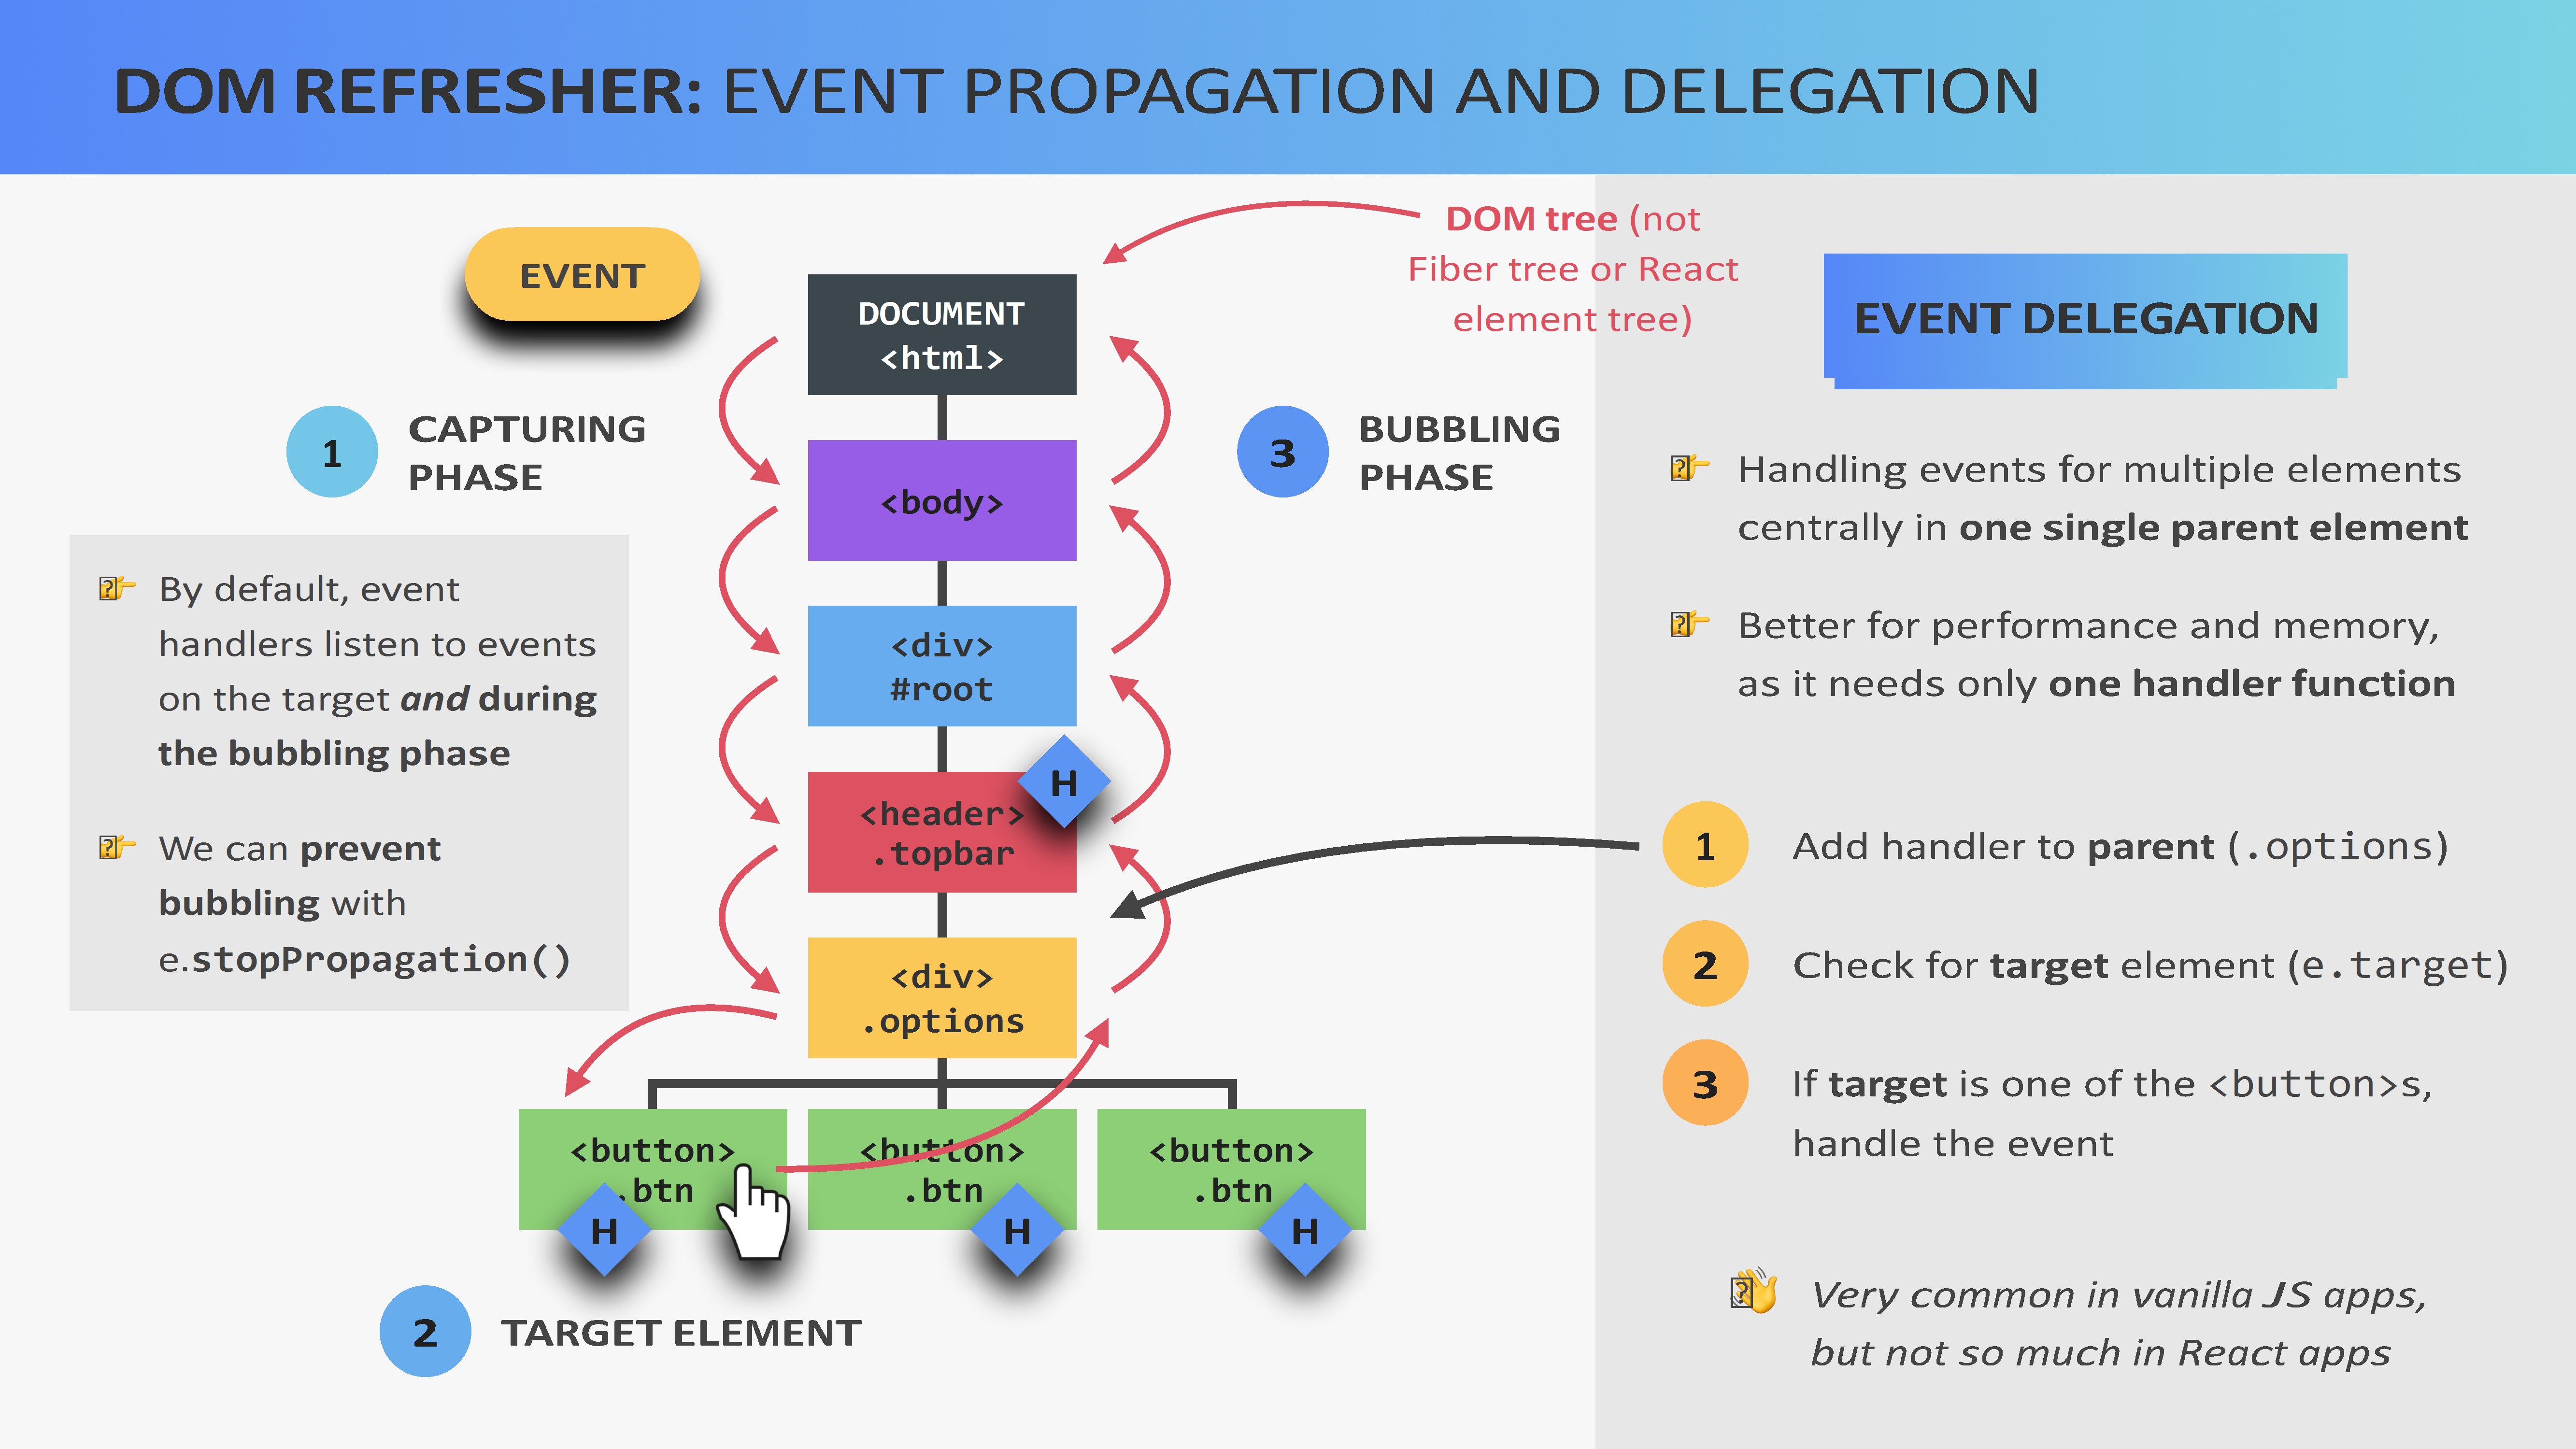 DOM REFRESHER: EVENT PROPAGATION AND DELEGATION
EVENT
DOM tree (not
Fiber tree or React
element tree)
1
CAPTURING
PHASE
3
BUBBLING
PHASE
By default, event
handlers listen to events
on the target and during
the bubbling phase
We can prevent
bubbling with
e.stopPropagation()
DOCUMENT
<html>
<body>
<div>
#root
H
<header>
.topbar
<div>
.options
<button>
.btn
H
<button>
.btn
H
<button>
.btn
H
2
TARGET ELEMENT
EVENT DELEGATION
Handling events for multiple elements
centrally in one single parent element
Better for performance and memory,
as it needs only one handler function
1 Add handler to parent (.options)
2 Check for target element (e.target)
3 If target is one of the <button>s,
handle the event
Very common in vanilla JS apps,
but not so much in React apps